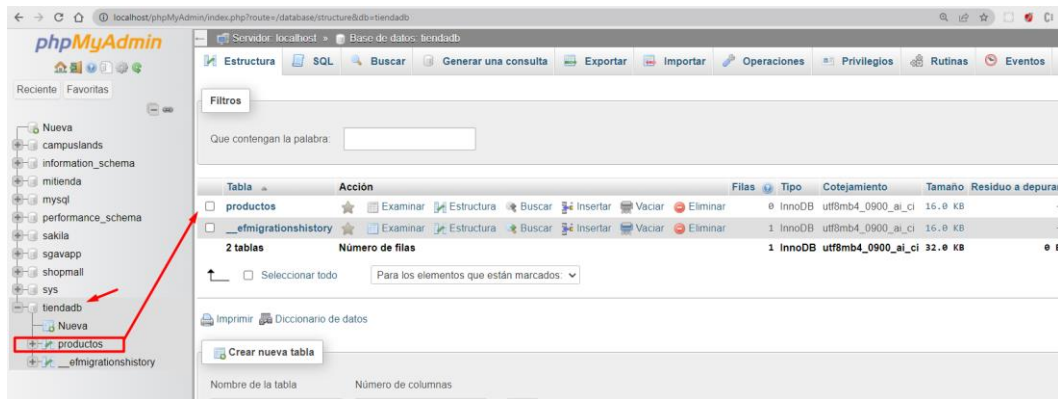 localhost/phpMyAdmin/index.php?route=/database/structure&db=tiendadb
phpMyAdmin
Reciente Favoritas
Nueva
campuslands
information_schema
mitienda
mysql
performance_schema
sakila
sgavapp
shopmall
sys
tiendadb
Nueva
productos
__efmigrationshistory
Servidor: localhost » Base de datos: tiendadb
Estructura SQL Buscar Generar una consulta Exportar Importar Operaciones Privilegios Rutinas Eventos
Filtros
Que contengan la palabra:
Tabla Acción Filas Tipo Cotejamiento Tamaño Residuo a depurar
productos Examinar Estructura Buscar Insertar Vaciar Eliminar 0 InnoDB utf8mb4_0900_ai_ci 16.0 KB -
__efmigrationshistory Examinar Estructura Buscar Insertar Vaciar Eliminar 1 InnoDB utf8mb4_0900_ai_ci 16.0 KB -
2 tablas Número de filas 1 InnoDB utf8mb4_0900_ai_ci 32.0 KB 0
Seleccionar todo Para los elementos que están marcados:
Imprimir Diccionario de datos
Crear nueva tabla
Nombre de la tabla Número de columnas